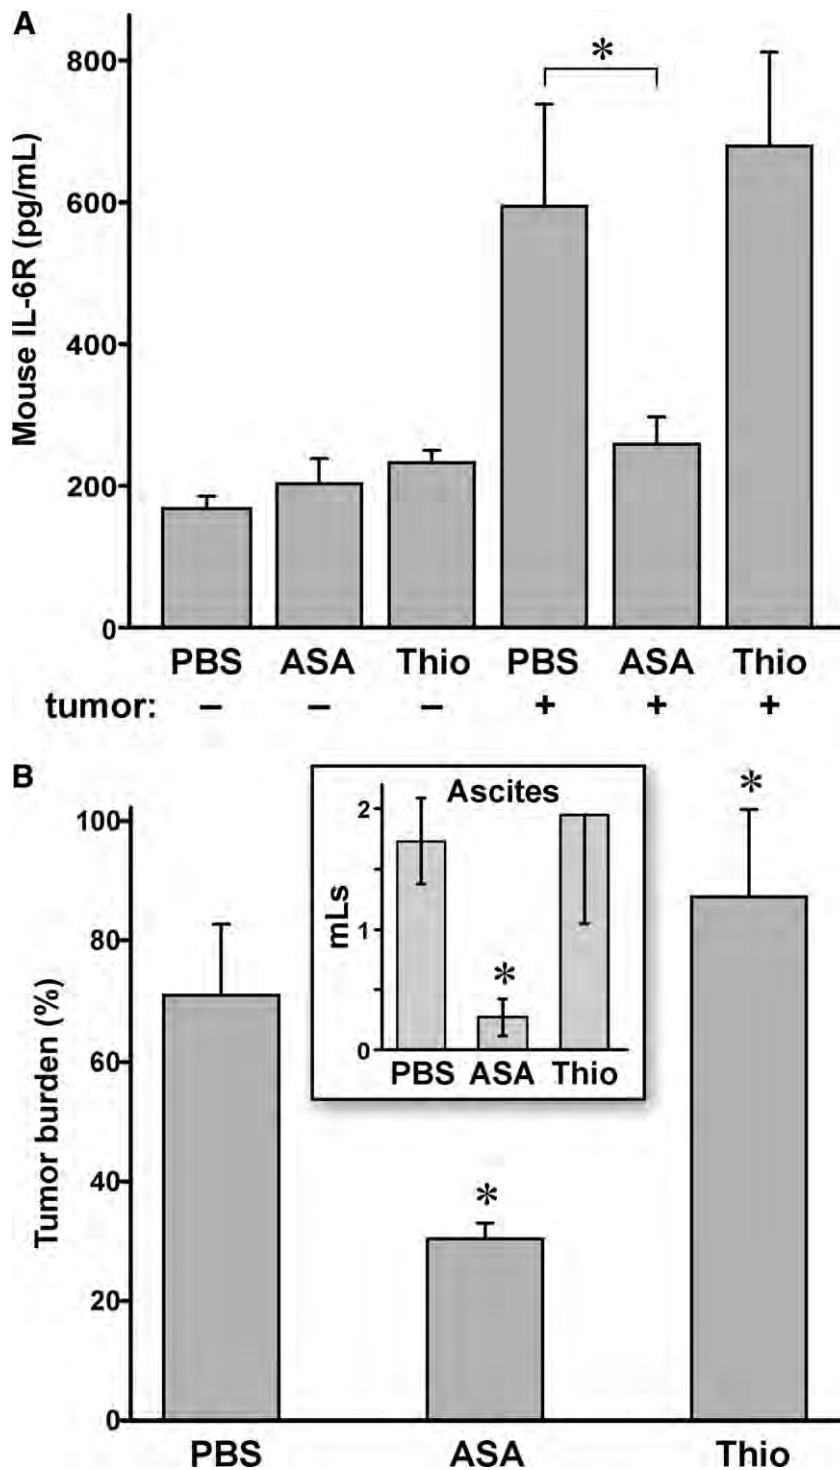 A
Mouse IL-6R (pg/mL)
800
600
400
200
0
*
PBS ASA Thio PBS ASA Thio
tumor: – – – + + +
B
Tumor burden (%)
100
80
60
40
20
0
*
*
PBS ASA Thio
Ascites
mLs
2
1
0
*
PBS ASA Thio